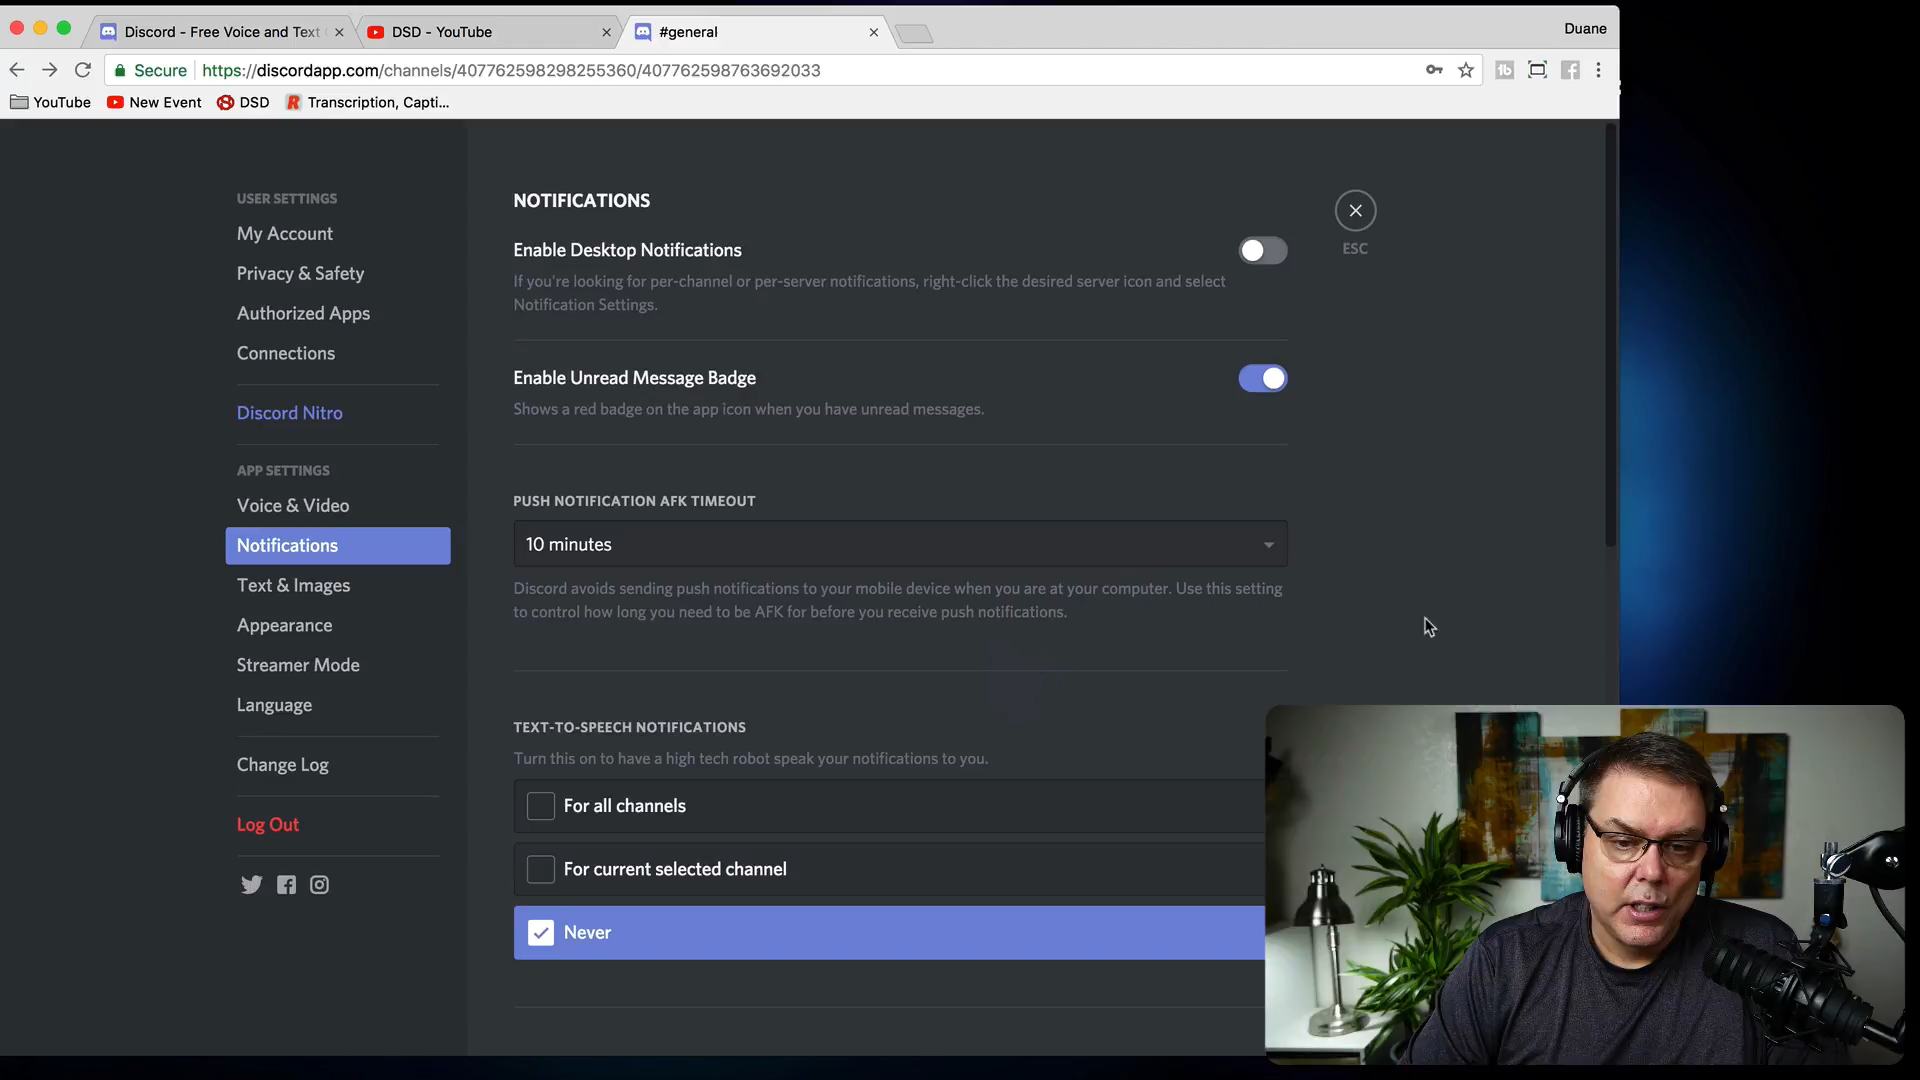 Discord - Free Voice and Text
DSD - YouTube
#general
Duane
Secure
https://discordapp.com/channels/407762598298255360/407762598763692033
tb
YouTube
New Event
DSD
R
Transcription, Capti...
USER SETTINGS
My Account
Privacy & Safety
Authorized Apps
Connections
Discord Nitro
APP SETTINGS
Voice & Video
Notifications
Text & Images
Appearance
Streamer Mode
Language
Change Log
Log Out
NOTIFICATIONS
Enable Desktop Notifications
If you're looking for per-channel or per-server notifications, right-click the desired server icon and select
Notification Settings.
ESC
Enable Unread Message Badge
Shows a red badge on the app icon when you have unread messages.
PUSH NOTIFICATION AFK TIMEOUT
10 minutes
Discord avoids sending push notifications to your mobile device when you are at your computer. Use this setting
to control how long you need to be AFK for before you receive push notifications.
TEXT-TO-SPEECH NOTIFICATIONS
Turn this on to have a high tech robot speak your notifications to you.
For all channels
For current selected channel
Never